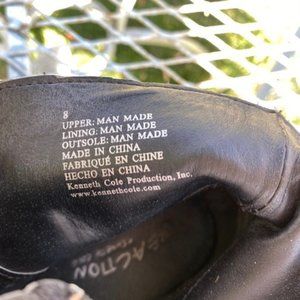 8
UPPER: MAN MADE
LINING: MAN MADE
OUTSOLE: MAN MADE
MADE IN CHINA
FABRIQUÉ EN CHINE
HECHO EN CHINA
Kenneth Cole Production, Inc.
www.kennethcole.com
REACTION